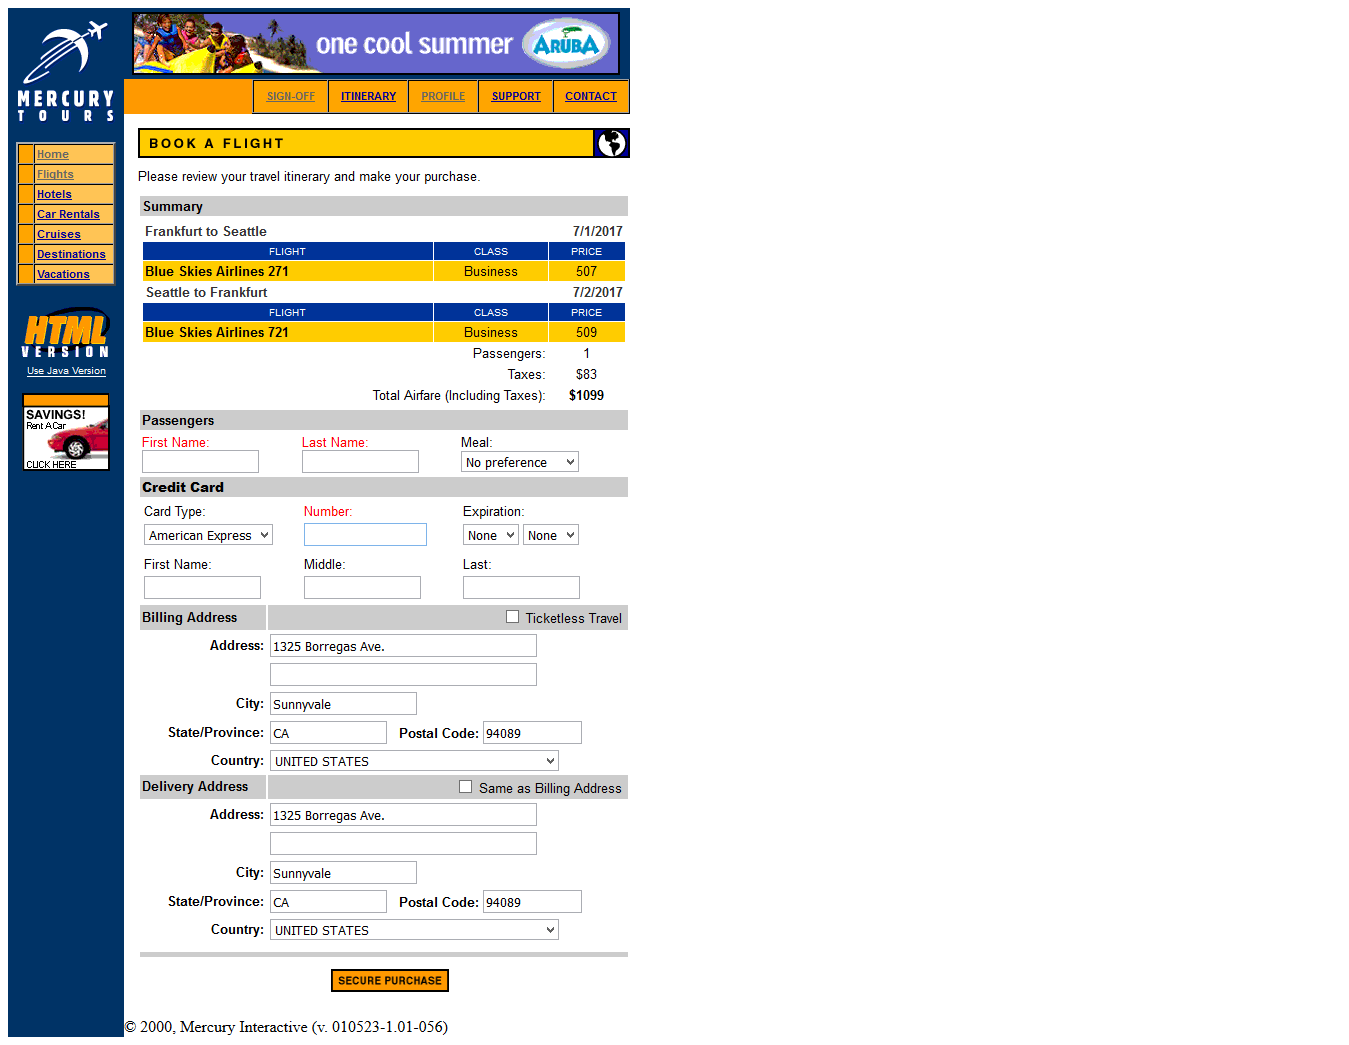 one cool summer ARUBA
MERCURY
TOURS
SIGN-OFF ITINERARY PROFILE SUPPORT CONTACT
Home
Flights
Hotels
Car Rentals
Cruises
Destinations
Vacations
HTML
VERSION
Use Java Version
SAVINGS!
Rent A Car
CLICK HERE
BOOK A FLIGHT
Please review your travel itinerary and make your purchase.
Summary
Frankfurt to Seattle 7/1/2017
FLIGHT CLASS PRICE
Blue Skies Airlines 271 Business 507
Seattle to Frankfurt 7/2/2017
FLIGHT CLASS PRICE
Blue Skies Airlines 721 Business 509
Passengers: 1
Taxes: $83
Total Airfare (Including Taxes): $1099
Passengers
First Name: Last Name: Meal:
No preference
Credit Card
Card Type: Number: Expiration:
American Express None None
First Name: Middle: Last:
Billing Address Ticketless Travel
Address: 1325 Borregas Ave.
City: Sunnyvale
State/Province: CA Postal Code: 94089
Country: UNITED STATES
Delivery Address Same as Billing Address
Address: 1325 Borregas Ave.
City: Sunnyvale
State/Province: CA Postal Code: 94089
Country: UNITED STATES
SECURE PURCHASE
© 2000, Mercury Interactive (v. 010523-1.01-056)